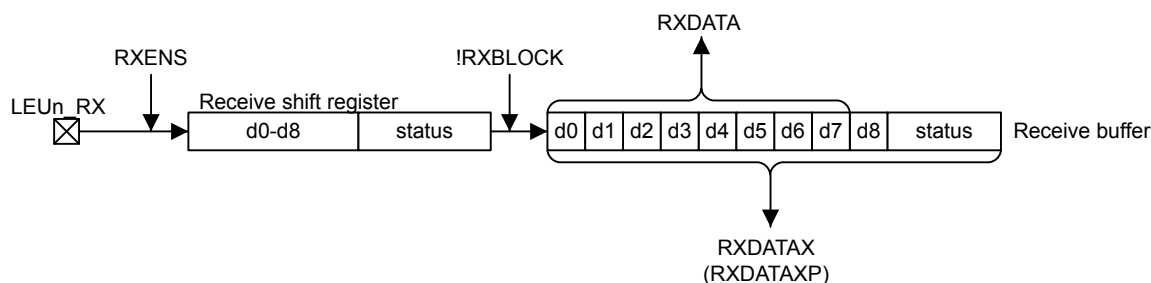 RXDATA
RXENS
!RXBLOCK
LEUn_RX
Receive shift register
d0-d8 status
d0 d1 d2 d3 d4 d5 d6 d7 d8 status
Receive buffer
RXDATAX
(RXDATAXP)